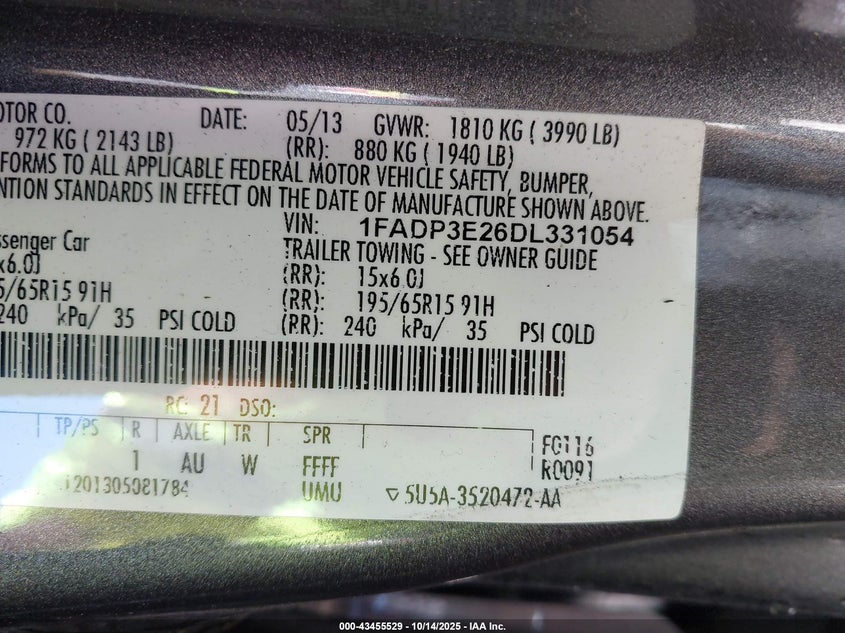 OTOR CO. DATE: 05/13 GVWR: 1810 KG ( 3990 LB)
972 KG ( 2143 LB) (RR): 880 KG ( 1940 LB)
FORMS TO ALL APPLICABLE FEDERAL MOTOR VEHICLE SAFETY, BUMPER,
NTION STANDARDS IN EFFECT ON THE DATE OF MANUFACTURE SHOWN ABOVE.
VIN: 1FADP3E26DL331054
ssenger Car TRAILER TOWING - SEE OWNER GUIDE
x6.0J (RR): 15x6.0J
5/65R15 91H (RR): 195/65R15 91H
240 kPa/ 35 PSI COLD (RR): 240 kPa/ 35 PSI COLD
RC: 21 DSO:
TP/PS R AXLE TR SPR F0116
1 AU W FFFF R0091
1201305081784 UMU ▽ 5U5A-3520472-AA
000-43455529 - 10/14/2025 - IAA Inc.